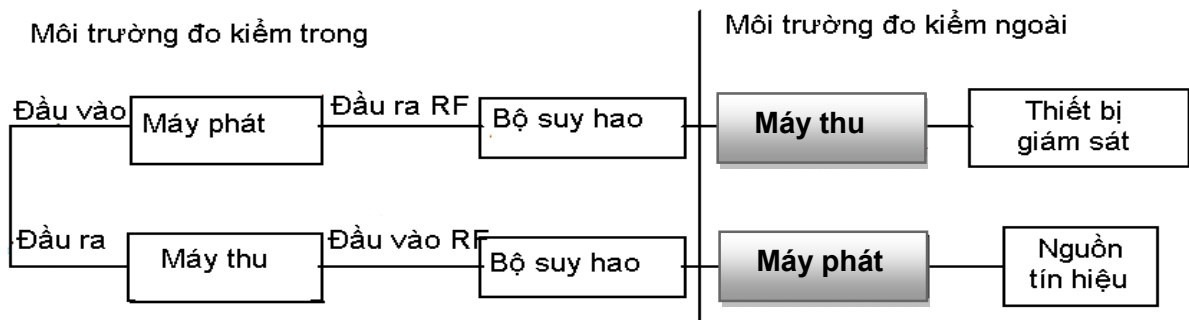 Môi trường đo kiểm trong
Môi trường đo kiểm ngoài
Đầu vào
Máy phát
Đầu ra RF
Bộ suy hao
Máy thu
Thiết bị
giám sát
Đầu ra
Máy thu
Đầu vào RF
Bộ suy hao
Máy phát
Nguồn
tín hiệu